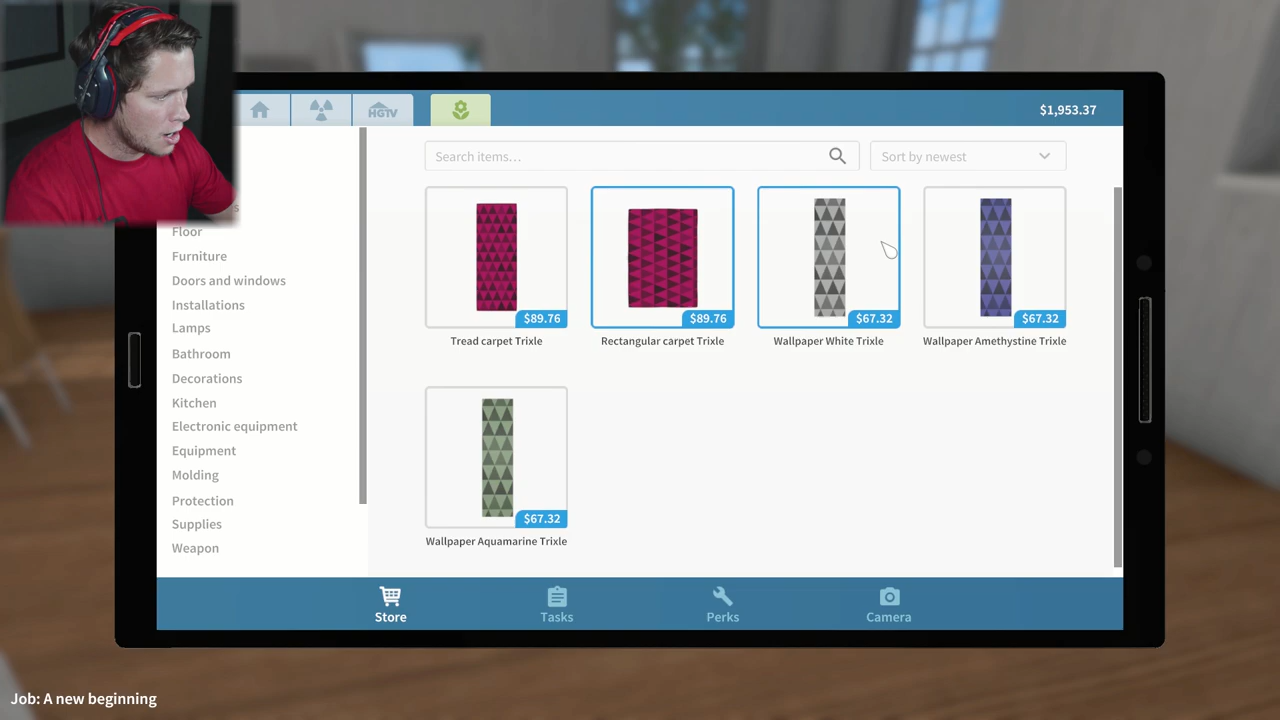 HGTV
$1,953.37
Search items...
Sort by newest
$89.76
$89.76
$67.32
$67.32
Tread carpet Trixle
Rectangular carpet Trixle
Wallpaper White Trixle
Wallpaper Amethystine Trixle
$67.32
Wallpaper Aquamarine Trixle
Floor
Furniture
Doors and windows
Installations
Lamps
Bathroom
Decorations
Kitchen
Electronic equipment
Equipment
Molding
Protection
Supplies
Weapon
Store
Tasks
Perks
Camera
Job: A new beginning